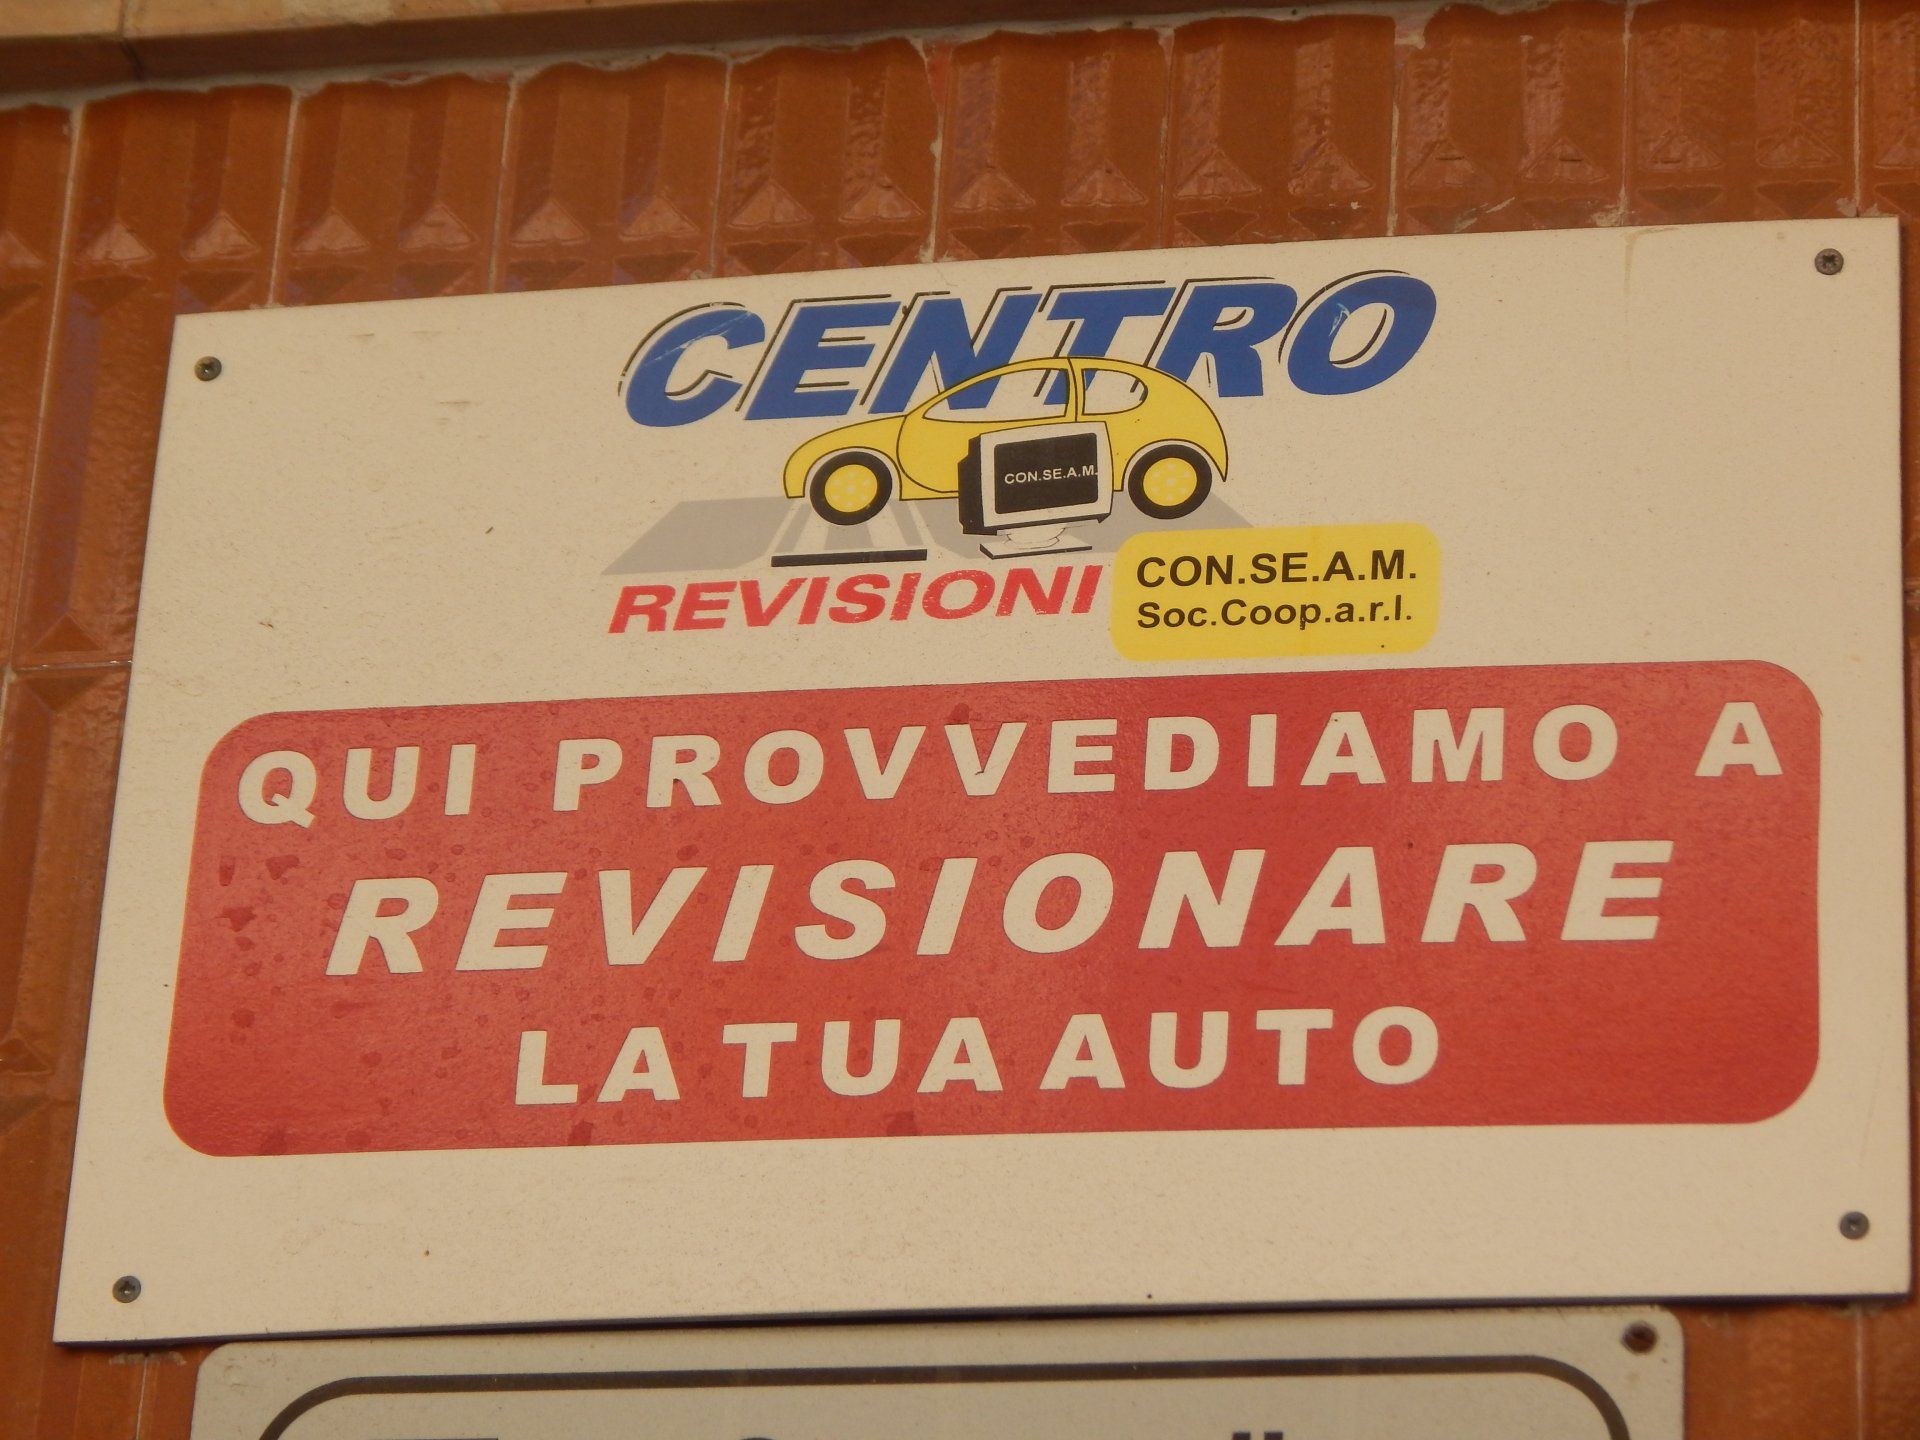 CENTRO
CON.SE.A.M.
REVISIONI
CON.SE.A.M.
Soc.Coop.a.r.l.
QUI PROVVEDIAMO A
REVISIONARE
LA TUA AUTO